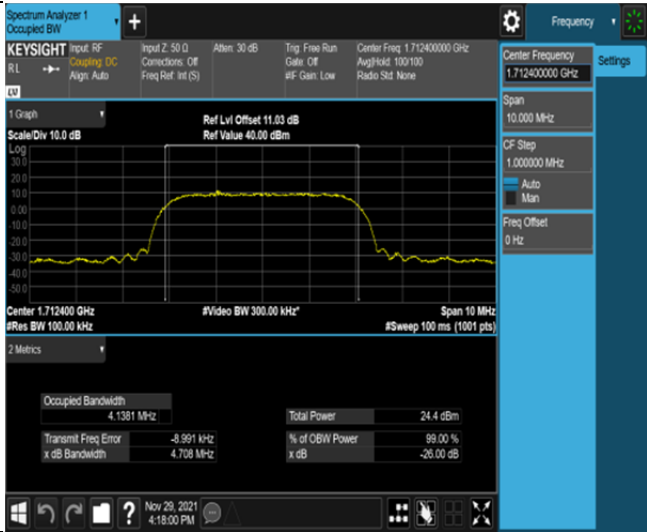 Spectrum Analyzer 1
Occupied BW
Frequency
KEYSIGHT
RL
LXI
Input: RF
Coupling: DC
Align: Auto
Input Z: 50 Ω
Corrections: Off
Freq Ref: Int (S)
Atten: 30 dB
Trig: Free Run
Gate: Off
#IF Gain: Low
Center Freq: 1.712400000 GHz
Avg|Hold: 100/100
Radio Std: None
Center Frequency
1.712400000 GHz
Settings
Span
10.000 MHz
CF Step
1.000000 MHz
Auto
Man
Freq Offset
0 Hz
1 Graph
Scale/Div 10.0 dB
Ref Lvl Offset 11.03 dB
Ref Value 40.00 dBm
Log
30.0
20.0
10.0
0.00
-10.0
-20.0
-30.0
-40.0
-50.0
Center 1.712400 GHz
#Video BW 300.00 kHz*
Span 10 MHz
#Res BW 100.00 kHz
#Sweep 100 ms (1001 pts)
2 Metrics
Occupied Bandwidth
4.1381 MHz
Total Power
24.4 dBm
Transmit Freq Error
-8.991 kHz
% of OBW Power
99.00 %
x dB Bandwidth
4.708 MHz
x dB
-26.00 dB
?
Nov 29, 2021
4:18:00 PM